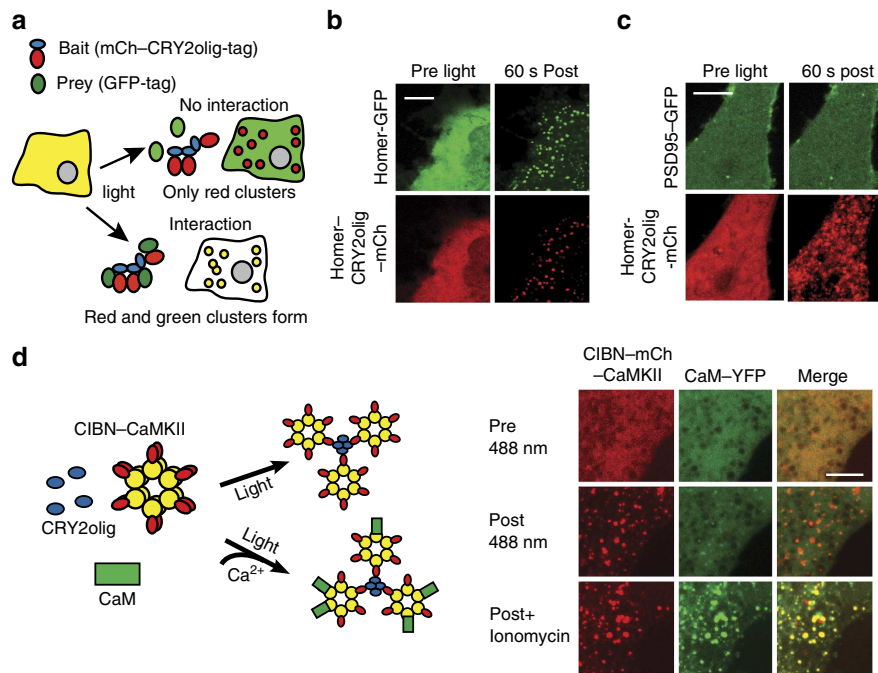 a
Bait (mCh–CRY2olig-tag)
Prey (GFP-tag)
No interaction
light
Only red clusters
Interaction
Red and green clusters form
b
Pre light
60 s Post
Homer-GFP
Homer–
CRY2olig
–mCh
c
Pre light
60 s post
PSD95–GFP
Homer-
CRY2olig
-mCh
d
CIBN–CaMKII
CRY2olig
CaM
Light
Light
Ca2+
CIBN–mCh
–CaMKII
CaM–YFP
Merge
Pre
488 nm
Post
488 nm
Post+
Ionomycin